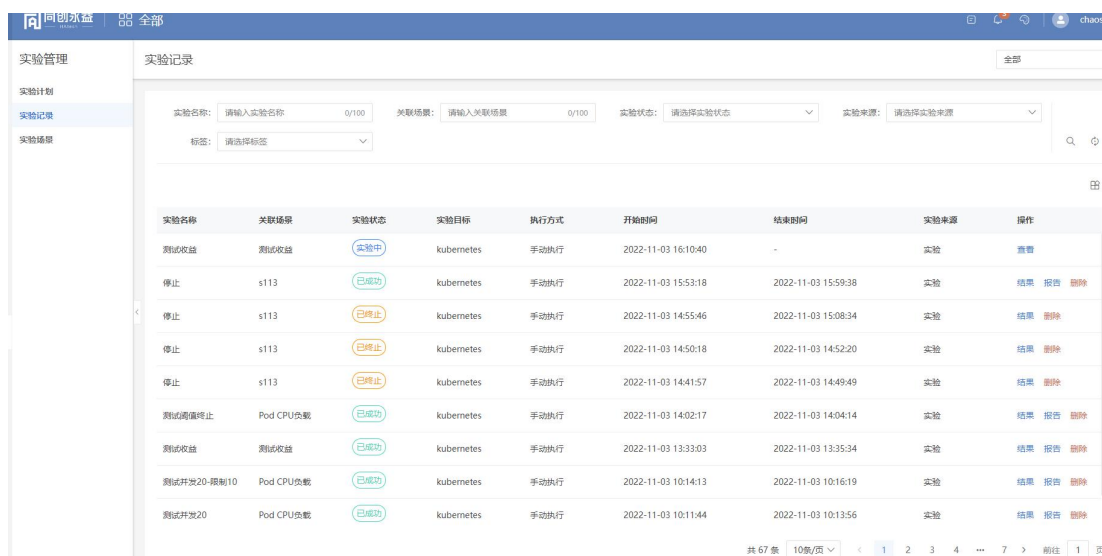 同创永益 全部 chaos
实验管理
实验计划
实验记录
实验场景
实验记录 全部
实验名称: 请输入实验名称 0/100 关联场景: 请输入关联场景 0/100 实验状态: 请选择实验状态 实验来源: 请选择实验来源
标签: 请选择标签
实验名称 关联场景 实验状态 实验目标 执行方式 开始时间 结束时间 实验来源 操作
测试收益 测试收益 实验中 kubernetes 手动执行 2022-11-03 16:10:40 - 实验 查看
停止 s113 已成功 kubernetes 手动执行 2022-11-03 15:53:18 2022-11-03 15:59:38 实验 结果 报告 删除
停止 s113 已终止 kubernetes 手动执行 2022-11-03 14:55:46 2022-11-03 15:08:34 实验 结果 删除
停止 s113 已终止 kubernetes 手动执行 2022-11-03 14:50:18 2022-11-03 14:52:20 实验 结果 删除
停止 s113 已终止 kubernetes 手动执行 2022-11-03 14:41:57 2022-11-03 14:49:49 实验 结果 删除
测试阈值终止 Pod CPU负载 已成功 kubernetes 手动执行 2022-11-03 14:02:17 2022-11-03 14:04:14 实验 结果 报告 删除
测试收益 测试收益 已成功 kubernetes 手动执行 2022-11-03 13:33:03 2022-11-03 13:35:34 实验 结果 报告 删除
测试开发20-限制10 Pod CPU负载 已成功 kubernetes 手动执行 2022-11-03 10:14:13 2022-11-03 10:16:19 实验 结果 报告 删除
测试开发20 Pod CPU负载 已成功 kubernetes 手动执行 2022-11-03 10:11:44 2022-11-03 10:13:56 实验 结果 报告 删除
共 67 条 10条/页 < 1 2 3 4 ··· 7 > 前往 1 页